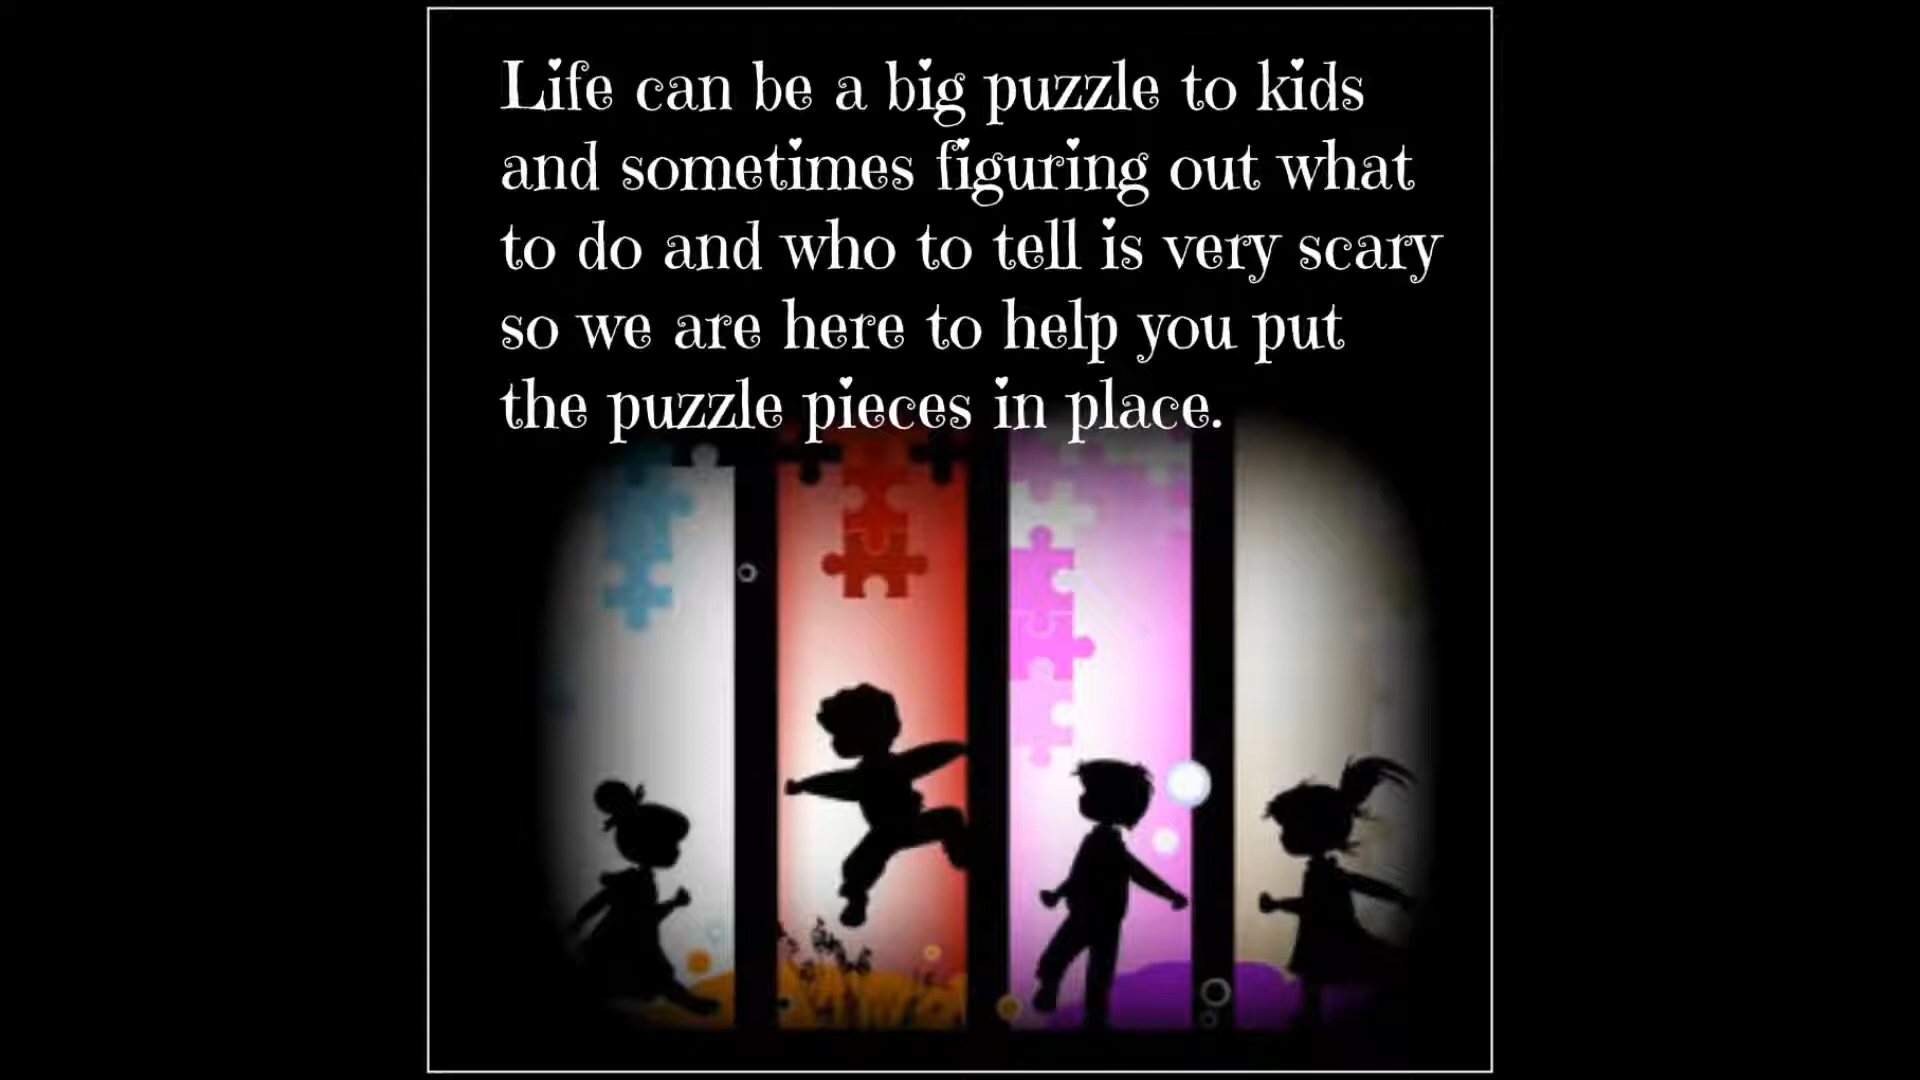 Life can be a big puzzle to kids
and sometimes figuring out what
to do and who to tell is very scary
so we are here to help you put
the puzzle pieces in place.